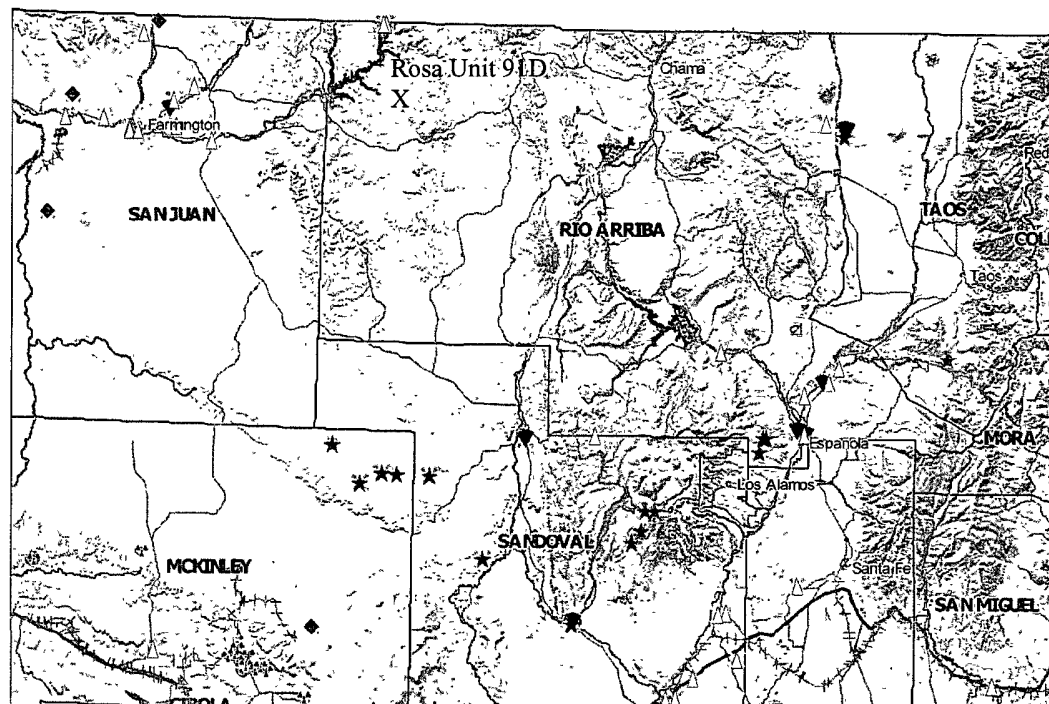 Rosa Unit 91D
X
Chama
Farmington
SAN JUAN
RIO ARRIBA
TAOS
Taos
Española
MORA
Los Alamos
SANDOVAL
MCKINLEY
Santa Fe
SAN MIGUEL